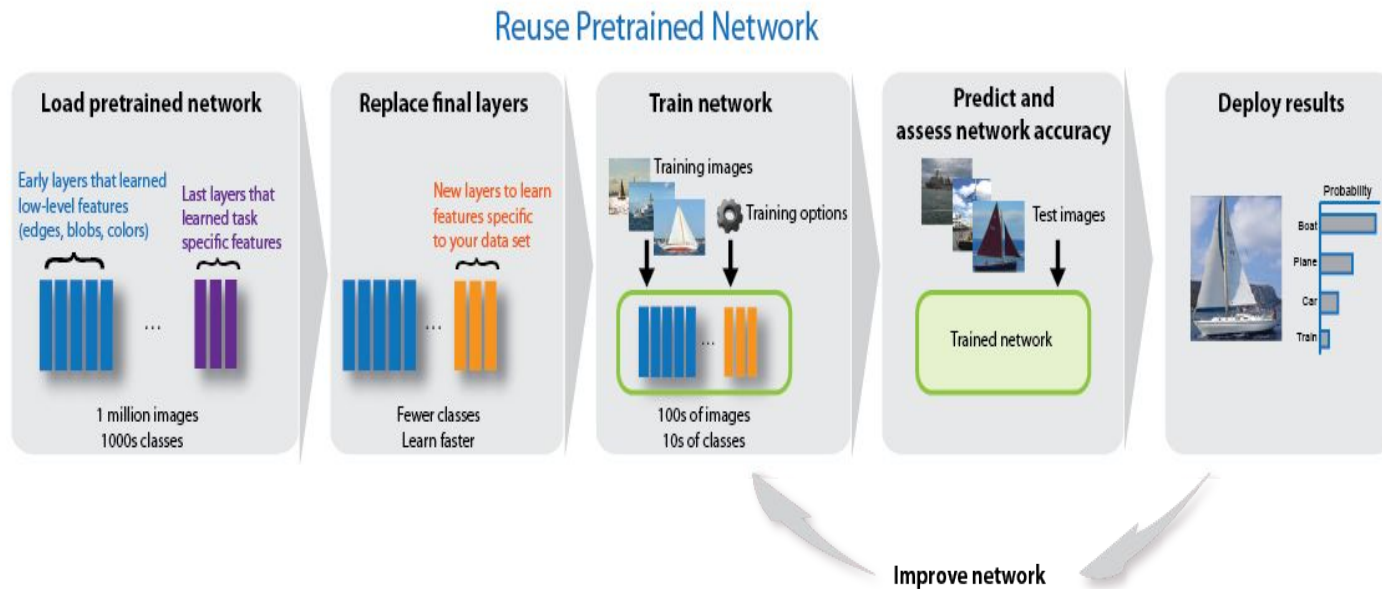 Reuse Pretrained Network
Load pretrained network
Early layers that learned
low-level features
(edges, blobs, colors)
Last layers that
learned task
specific features
...
1 million images
1000s classes
Replace final layers
New layers to learn
features specific
to your data set
...
Fewer classes
Learn faster
Train network
Training images
Training options
...
100s of images
10s of classes
Predict and
assess network accuracy
Test images
Trained network
Deploy results
Probability
Boat
Plane
Car
Train
Improve network